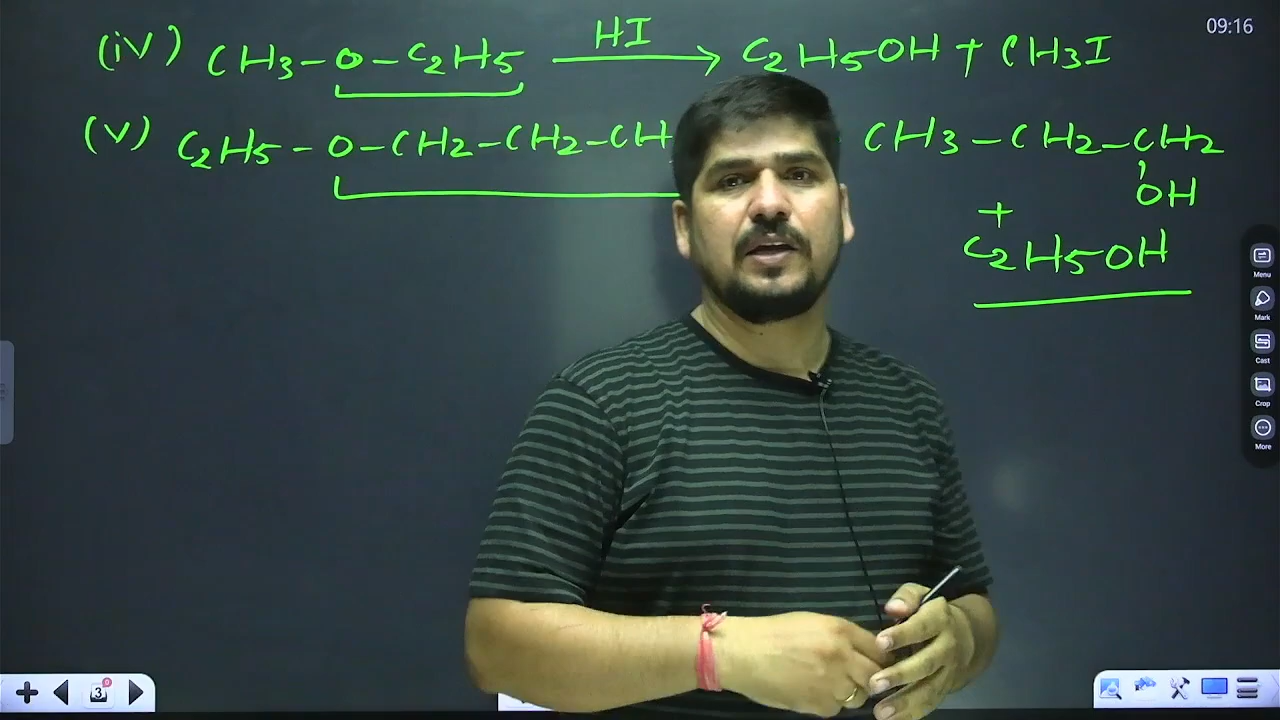 09:16
(iv) CH3-O-C2H5 HI→ C2H5OH + CH3I
(v) C2H5-O-CH2-CH2-CH CH3-CH2-CH2
OH
+
C2H5OH
Menu
Mark
Cast
Crop
More
3